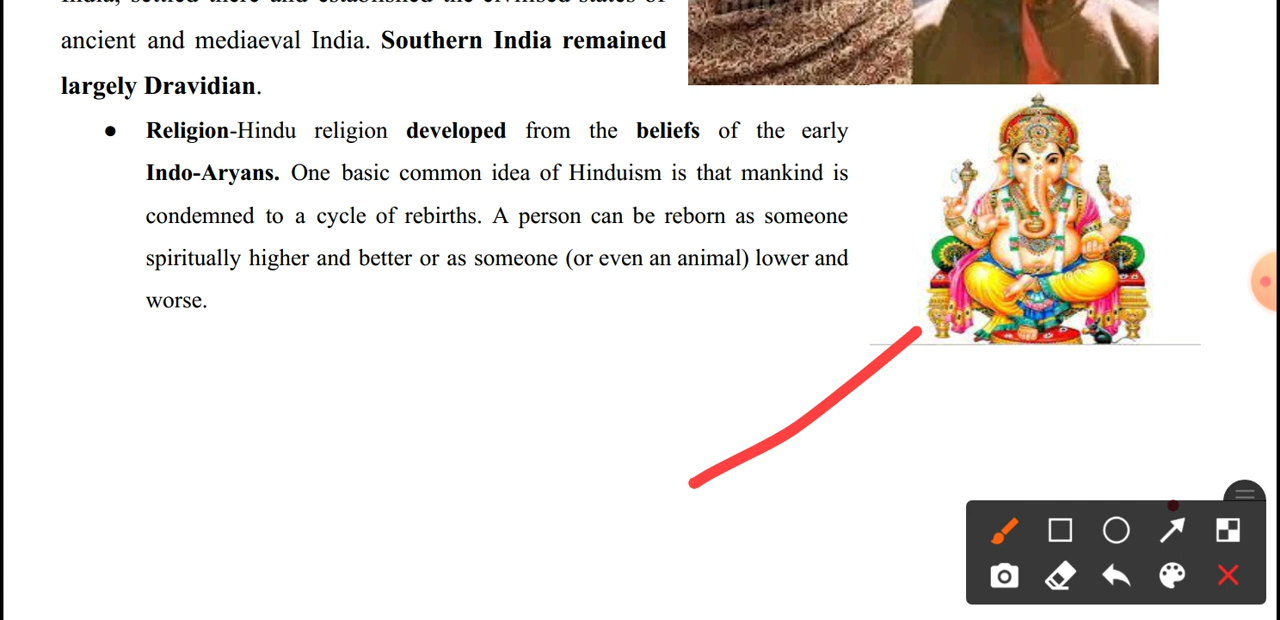 ancient and mediaeval India. Southern India remained
largely Dravidian.
● Religion-Hindu religion developed from the beliefs of the early
Indo-Aryans. One basic common idea of Hinduism is that mankind is
condemned to a cycle of rebirths. A person can be reborn as someone
spiritually higher and better or as someone (or even an animal) lower and
worse.